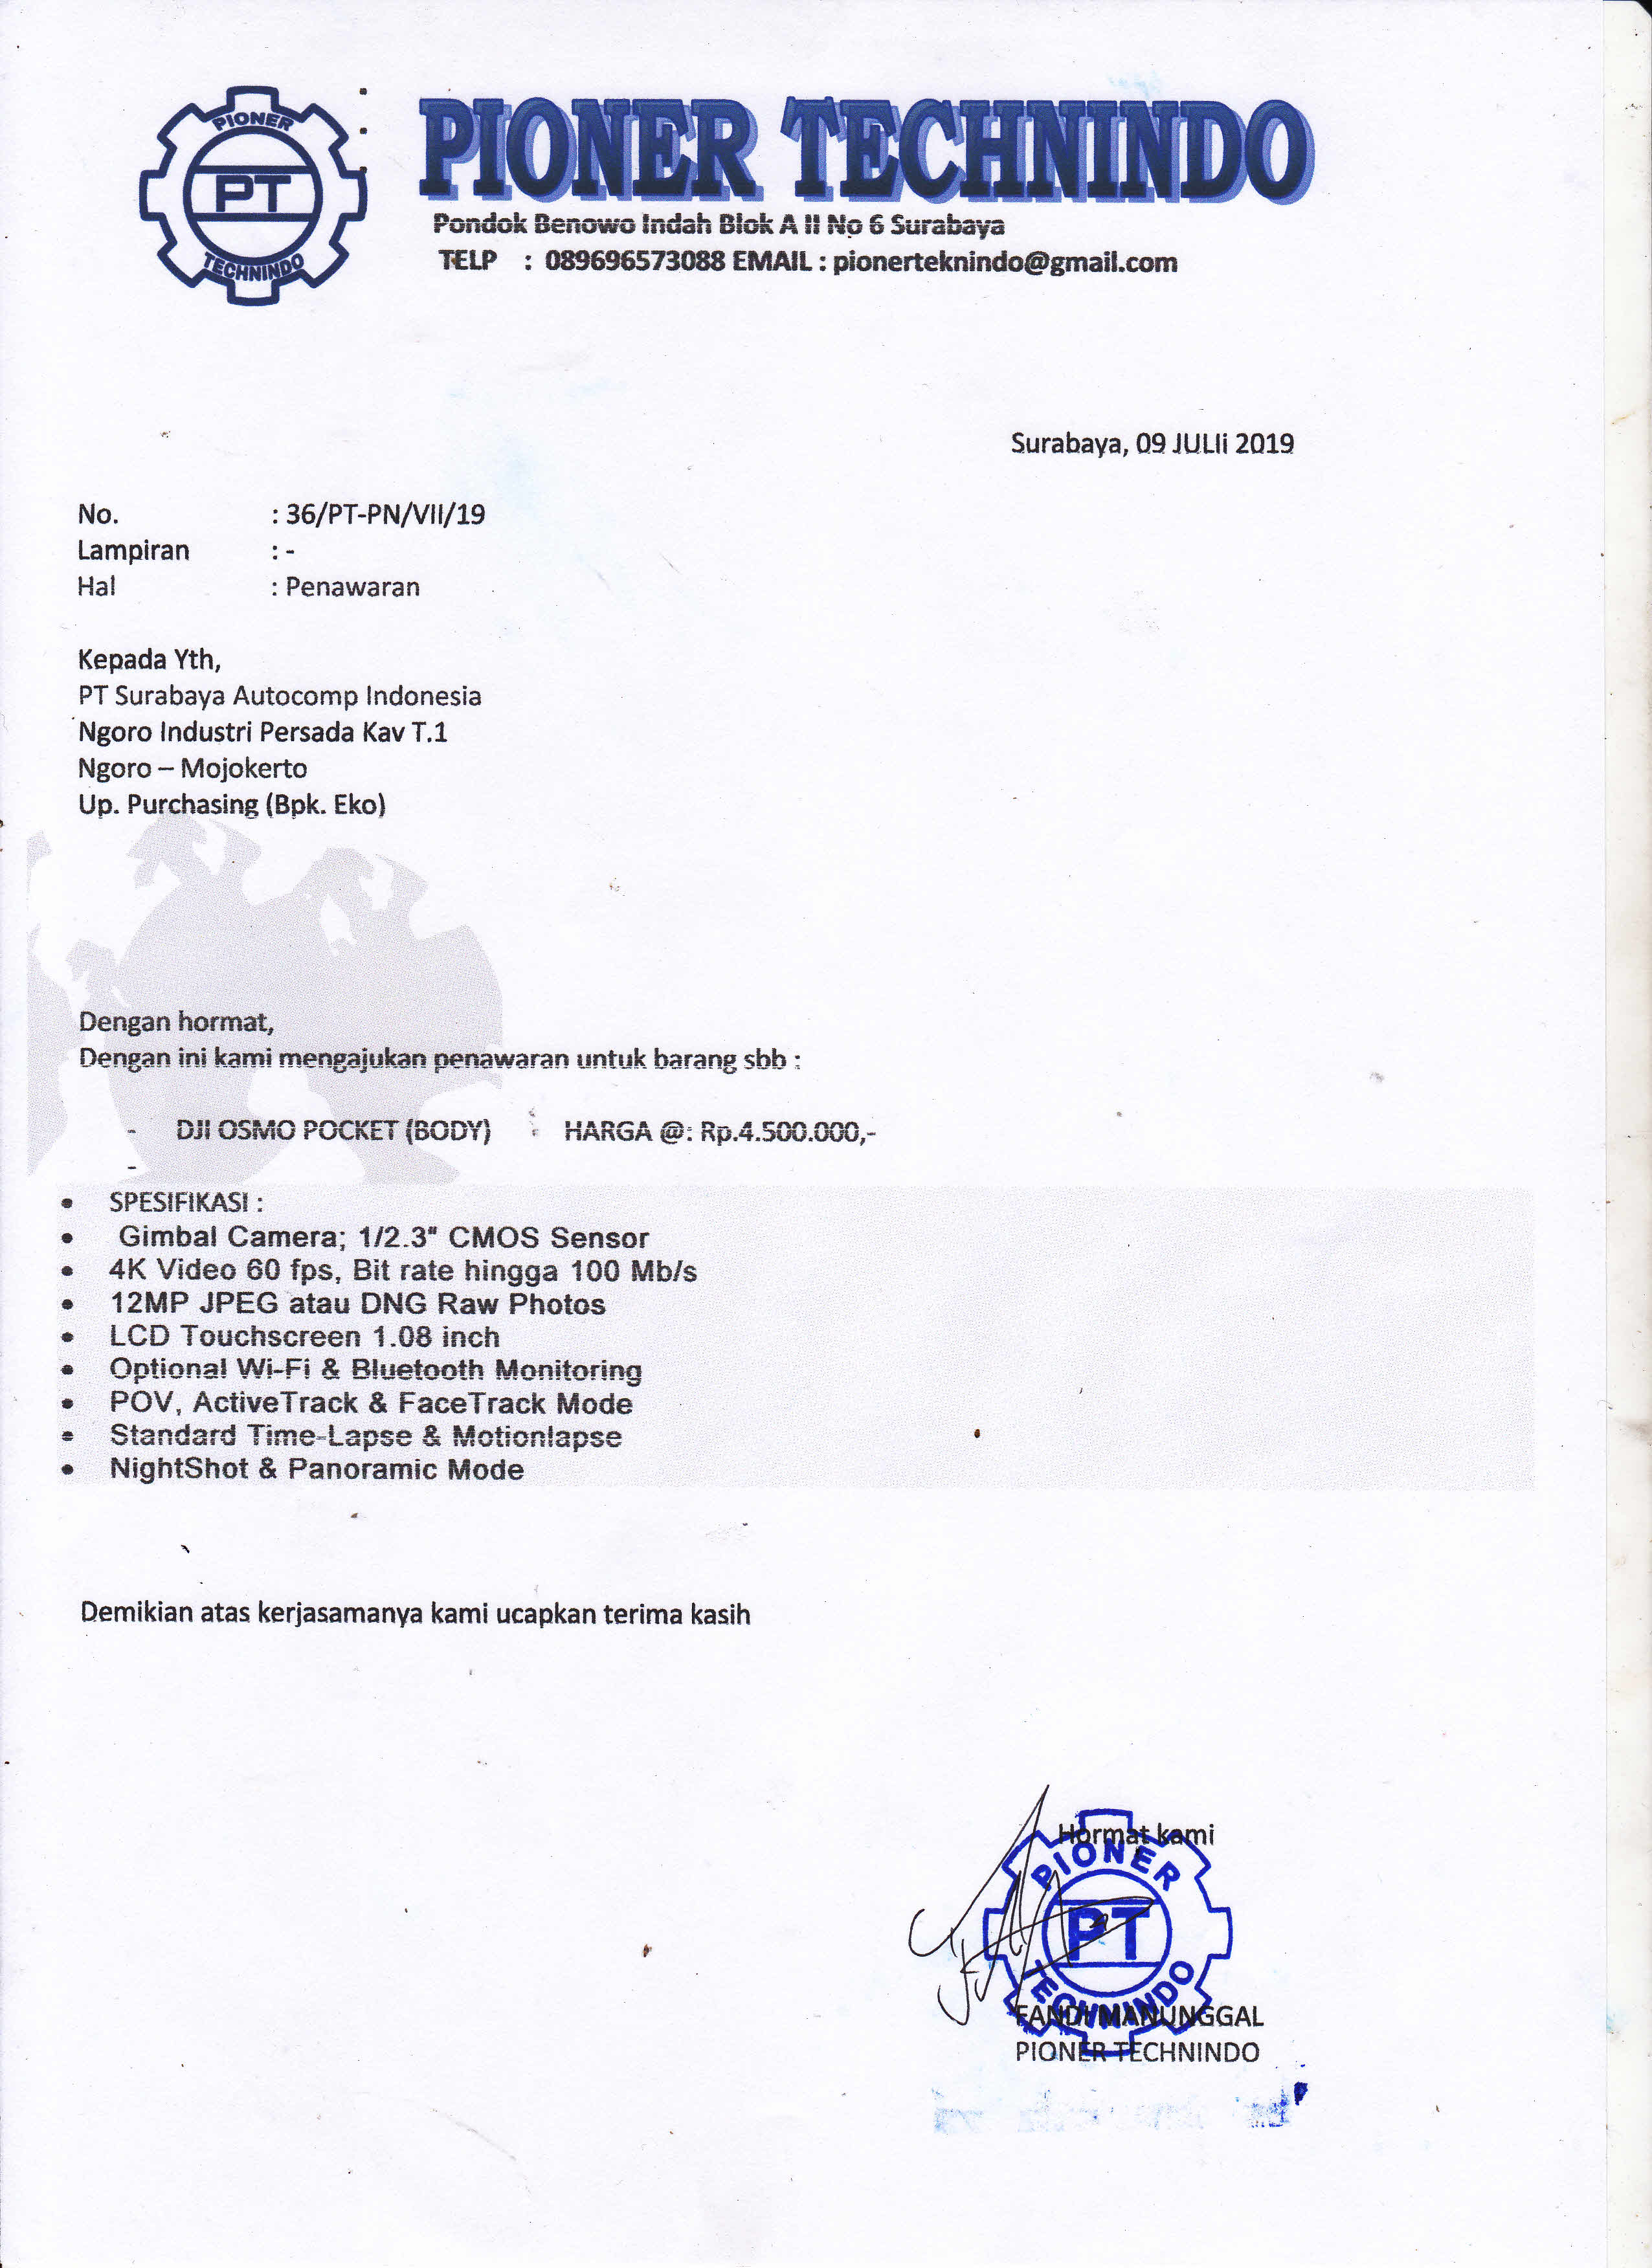 PIONER
PT
TECHNINDO
PIONER TECHNINDO
Pondok Benowo Indah Blok A II No 6 Surabaya
TELP : 089696573088 EMAIL : pionerteknindo@gmail.com
Surabaya, 09 JULIi 2019
No. : 36/PT-PN/VII/19
Lampiran : -
Hal : Penawaran
Kepada Yth,
PT Surabaya Autocomp Indonesia
Ngoro Industri Persada Kav T.1
Ngoro – Mojokerto
Up. Purchasing (Bpk. Eko)
Dengan hormat,
Dengan ini kami mengajukan penawaran untuk barang sbb :
- DJI OSMO POCKET (BODY) : HARGA @: Rp.4.500.000,-
-
• SPESIFIKASI :
• Gimbal Camera; 1/2.3" CMOS Sensor
• 4K Video 60 fps, Bit rate hingga 100 Mb/s
• 12MP JPEG atau DNG Raw Photos
• LCD Touchscreen 1.08 inch
• Optional Wi-Fi & Bluetooth Monitoring
• POV, ActiveTrack & FaceTrack Mode
• Standard Time-Lapse & Motionlapse
• NightShot & Panoramic Mode
Demikian atas kerjasamanya kami ucapkan terima kasih
Hormat kami
PIONER
PT
TECHNINDO
FANDI MANUNGGAL
PIONER TECHNINDO